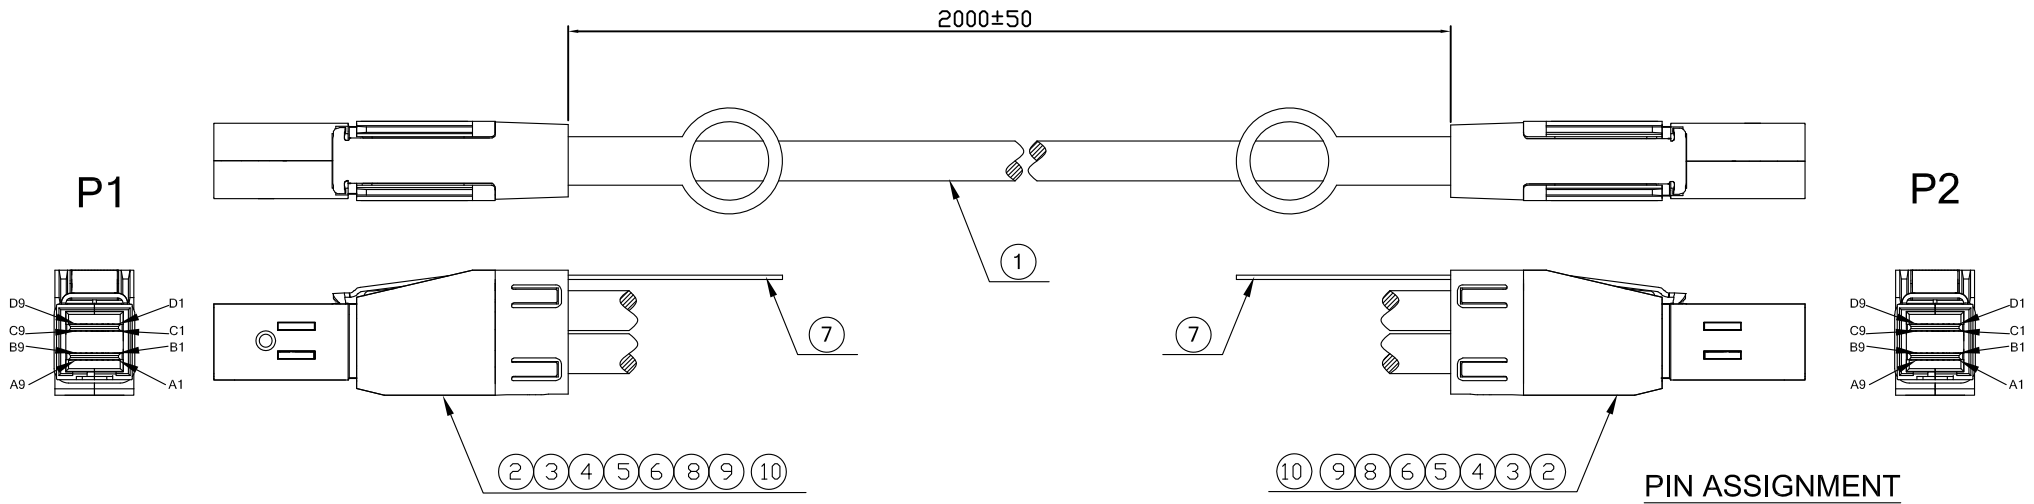 2000±50
P1
P2
1
D9 D1
C9 C1
B9 B1
A9 A1
7
7
D9 D1
C9 C1
B9 B1
A9 A1
2 3 4 5 6 8 9 10
10 9 8 6 5 4 3 2
PIN ASSIGNMENT